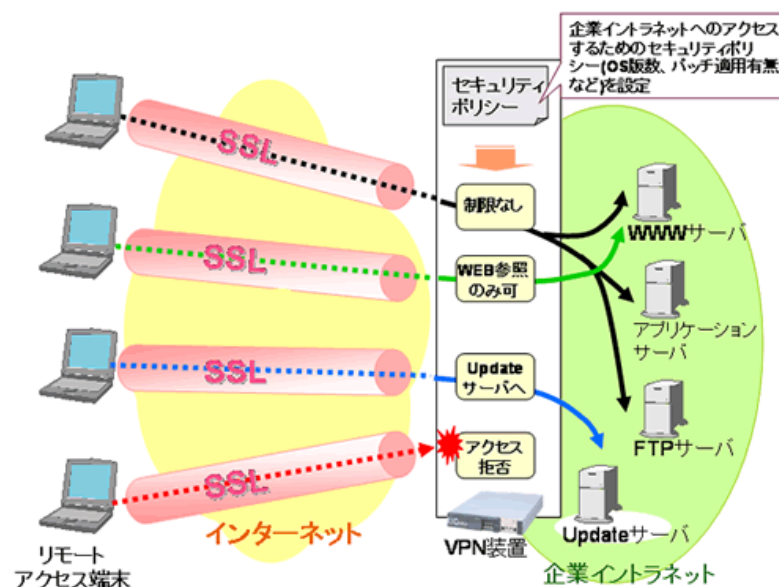 企業イントラネットへのアクセス
するためのセキュリティポリ
シー(OS版数、パッチ適用有無
など)を設定
セキュリティ
ポリシー
SSL
制限なし
WWWサーバ
SSL
WEB参照
のみ可
アプリケーション
サーバ
SSL
Update
サーバへ
FTPサーバ
SSL
アクセス
拒否
インターネット
VPN装置
Updateサーバ
リモート
アクセス端末
企業イントラネット